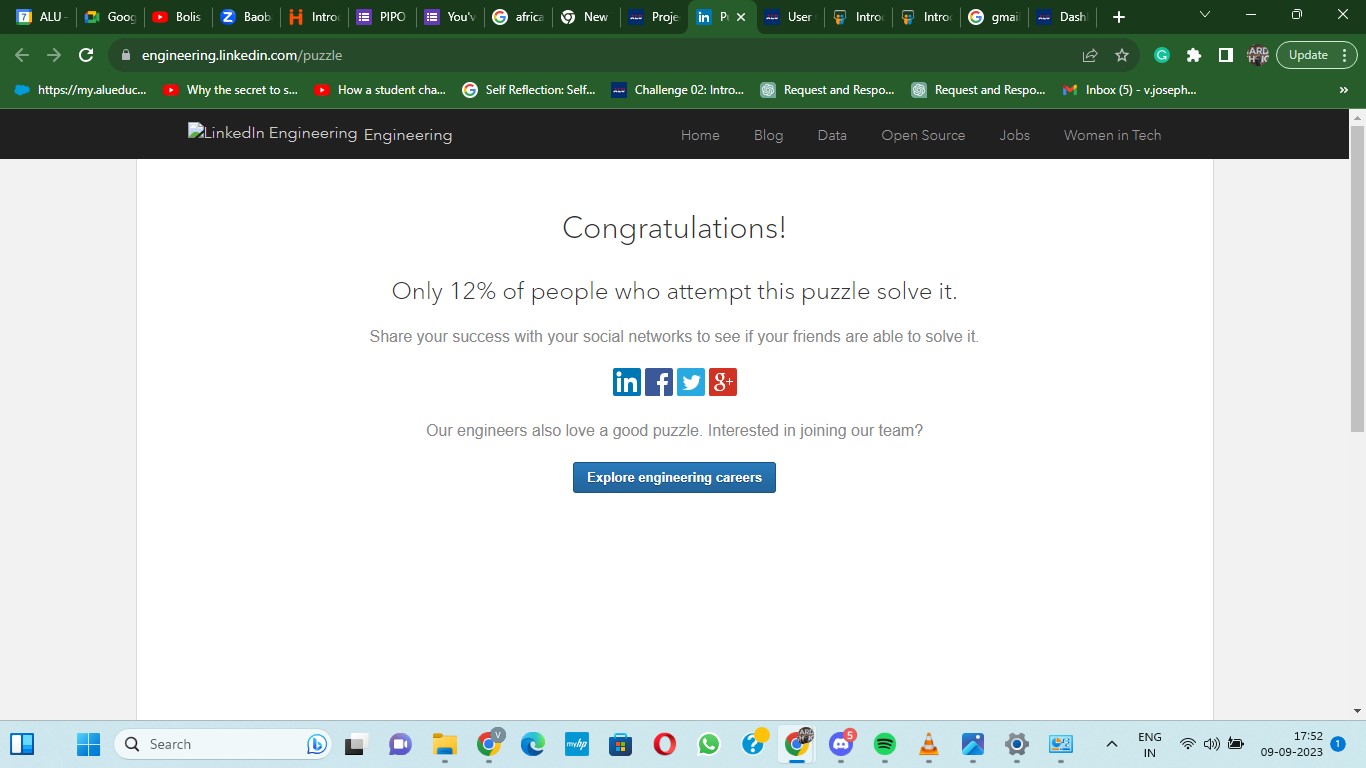 ALU -
Goog
Bolis
Baob
Intro
PIPO
You'v
africa
New
Proje
User
Intro
Intro
gmai
Dashl
engineering.linkedin.com/puzzle
Update
https://my.alueduc...
Why the secret to s...
How a student cha...
Self Reflection: Self...
Challenge 02: Intro...
Request and Respo...
Request and Respo...
Inbox (5) - v.joseph...
LinkedIn Engineering Engineering
Home
Blog
Data
Open Source
Jobs
Women in Tech
Congratulations!
Only 12% of people who attempt this puzzle solve it.
Share your success with your social networks to see if your friends are able to solve it.
in f g+
Our engineers also love a good puzzle. Interested in joining our team?
Explore engineering careers
Search
ENG
IN
17:52
09-09-2023
1